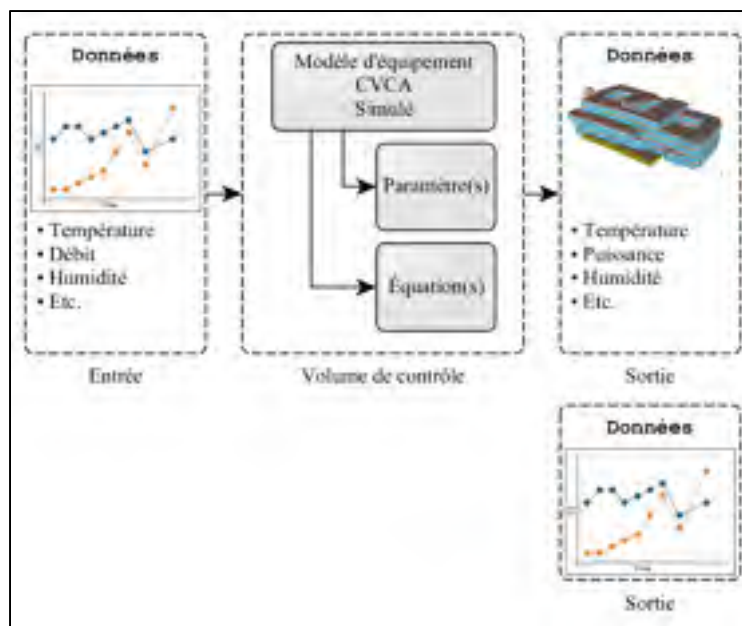 Données
• Température
• Débit
• Humidité
• Etc.
Entrée
Modèle d'équipement
CVCA
Simulé
Paramètre(s)
Équation(s)
Volume de contrôle
Données
• Température
• Puissance
• Humidité
• Etc.
Sortie
Données
Sortie